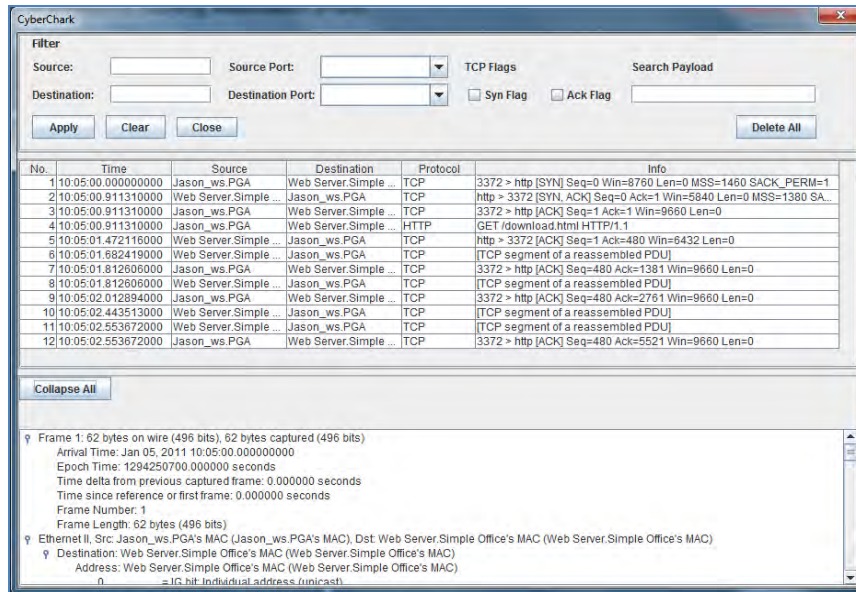 CyberChark
Filter
Source: Source Port: TCP Flags Search Payload
Destination: Destination Port: Syn Flag Ack Flag
Apply Clear Close Delete All
No. Time Source Destination Protocol Info
1 10:05:00.000000000 Jason_ws.PGA Web Server.Simple ... TCP 3372 > http [SYN] Seq=0 Win=8760 Len=0 MSS=1460 SACK_PERM=1
2 10:05:00.911310000 Web Server.Simple ... Jason_ws.PGA TCP http > 3372 [SYN, ACK] Seq=0 Ack=1 Win=5840 Len=0 MSS=1380 SA...
3 10:05:00.911310000 Jason_ws.PGA Web Server.Simple ... TCP 3372 > http [ACK] Seq=1 Ack=1 Win=9660 Len=0
4 10:05:00.911310000 Jason_ws.PGA Web Server.Simple ... HTTP GET /download.html HTTP/1.1
5 10:05:01.472116000 Web Server.Simple ... Jason_ws.PGA TCP http > 3372 [ACK] Seq=1 Ack=480 Win=6432 Len=0
6 10:05:01.682419000 Web Server.Simple ... Jason_ws.PGA TCP [TCP segment of a reassembled PDU]
7 10:05:01.812606000 Jason_ws.PGA Web Server.Simple ... TCP 3372 > http [ACK] Seq=480 Ack=1381 Win=9660 Len=0
8 10:05:01.812606000 Web Server.Simple ... Jason_ws.PGA TCP [TCP segment of a reassembled PDU]
9 10:05:02.012894000 Jason_ws.PGA Web Server.Simple ... TCP 3372 > http [ACK] Seq=480 Ack=2761 Win=9660 Len=0
10 10:05:02.443513000 Web Server.Simple ... Jason_ws.PGA TCP [TCP segment of a reassembled PDU]
11 10:05:02.553672000 Web Server.Simple ... Jason_ws.PGA TCP [TCP segment of a reassembled PDU]
12 10:05:02.553672000 Jason_ws.PGA Web Server.Simple ... TCP 3372 > http [ACK] Seq=480 Ack=5521 Win=9660 Len=0
Collapse All
Frame 1: 62 bytes on wire (496 bits), 62 bytes captured (496 bits)
Arrival Time: Jan 05, 2011 10:05:00.000000000
Epoch Time: 1294250700.000000 seconds
Time delta from previous captured frame: 0.000000 seconds
Time since reference or first frame: 0.000000 seconds
Frame Number: 1
Frame Length: 62 bytes (496 bits)
Ethernet II, Src: Jason_ws.PGA's MAC (Jason_ws.PGA's MAC), Dst: Web Server.Simple Office's MAC (Web Server.Simple Office's MAC)
Destination: Web Server.Simple Office's MAC (Web Server.Simple Office's MAC)
Address: Web Server.Simple Office's MAC (Web Server.Simple Office's MAC)
0 = IG bit: Individual address (unicast)